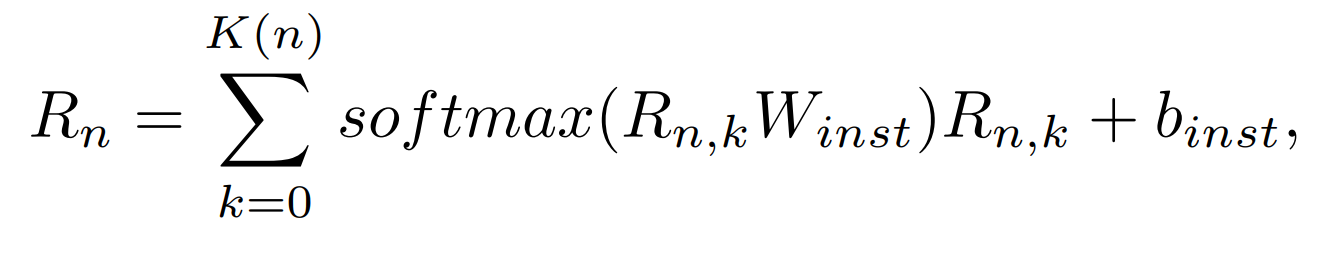 R_n = \sum_{k=0}^{K(n)} softmax(R_{n,k}W_{inst})R_{n,k} + b_{inst},